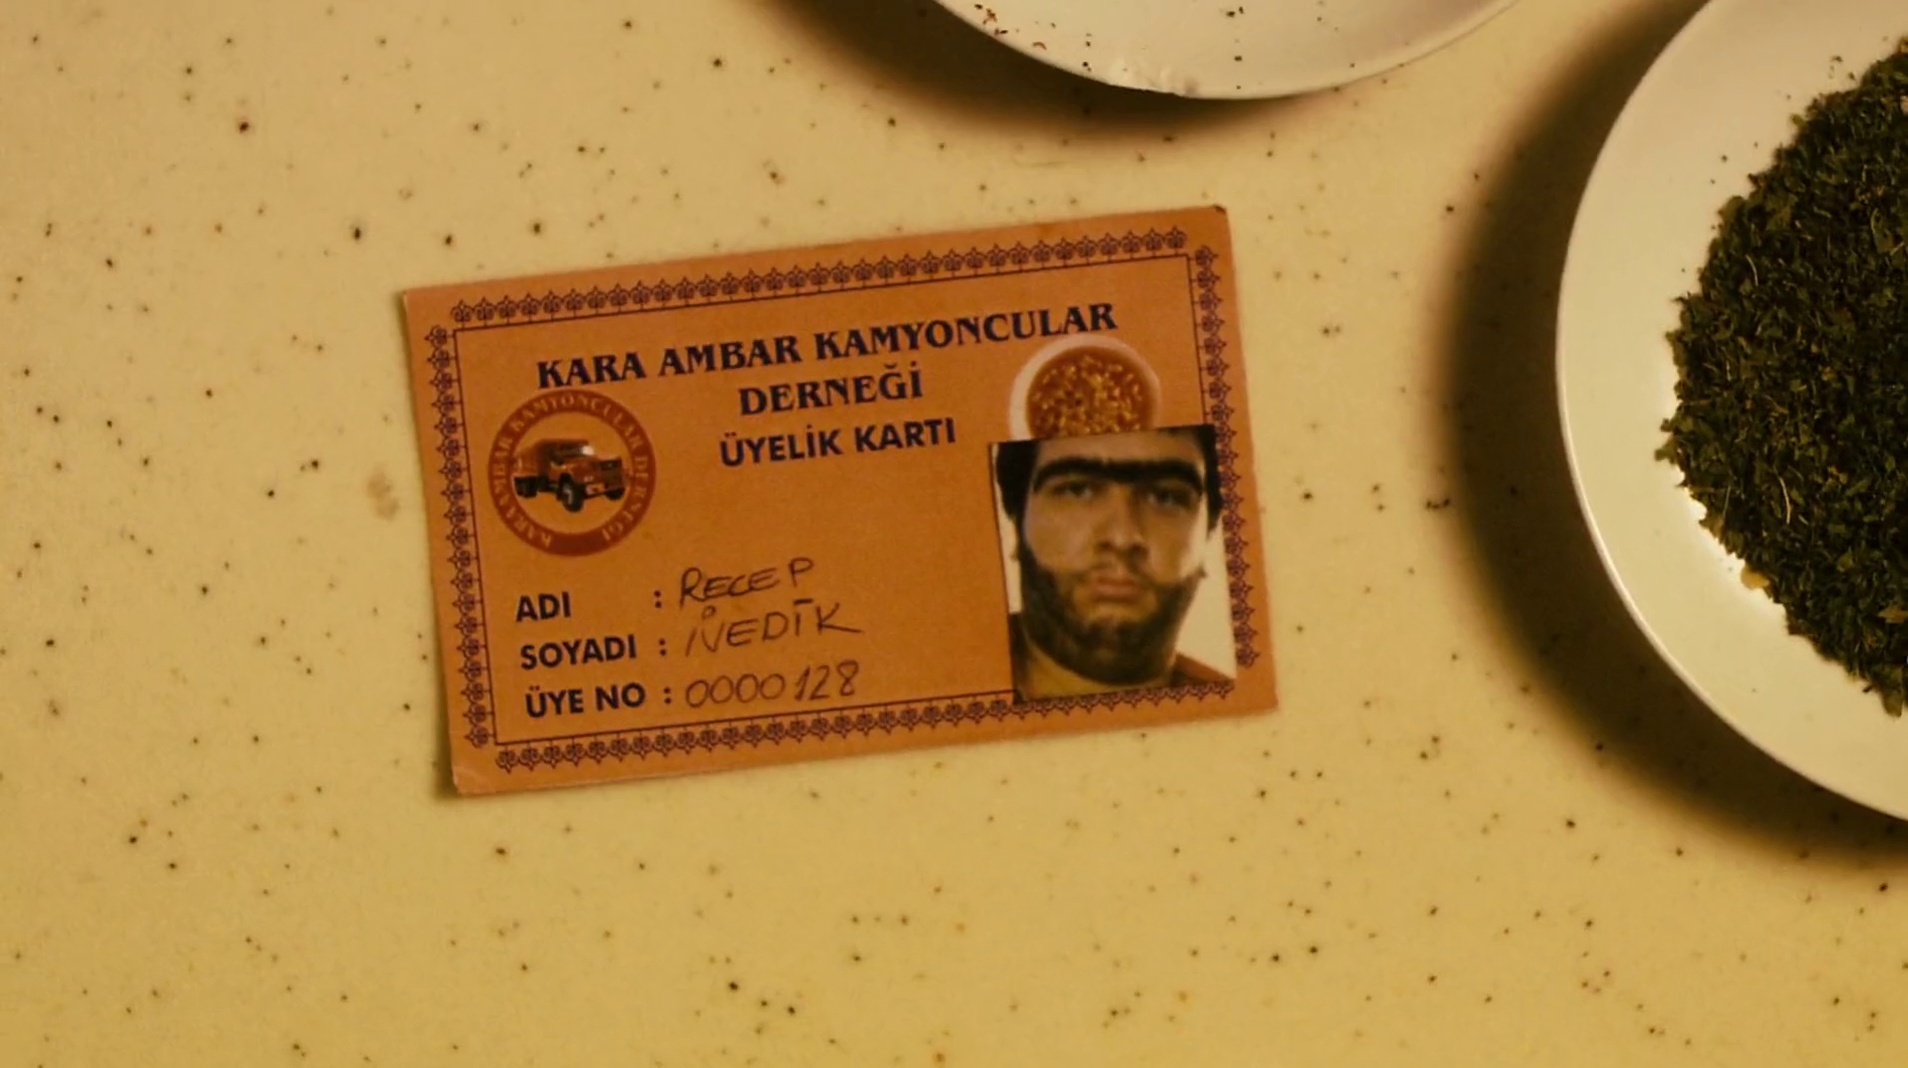 KARA AMBAR KAMYONCULAR
DERNEĞİ
ÜYELİK KARTI
KARA AMBAR KAMYONCULAR DERNEĞİ
ADI : RECEP
SOYADI : İVEDİK
ÜYE NO : 0000128